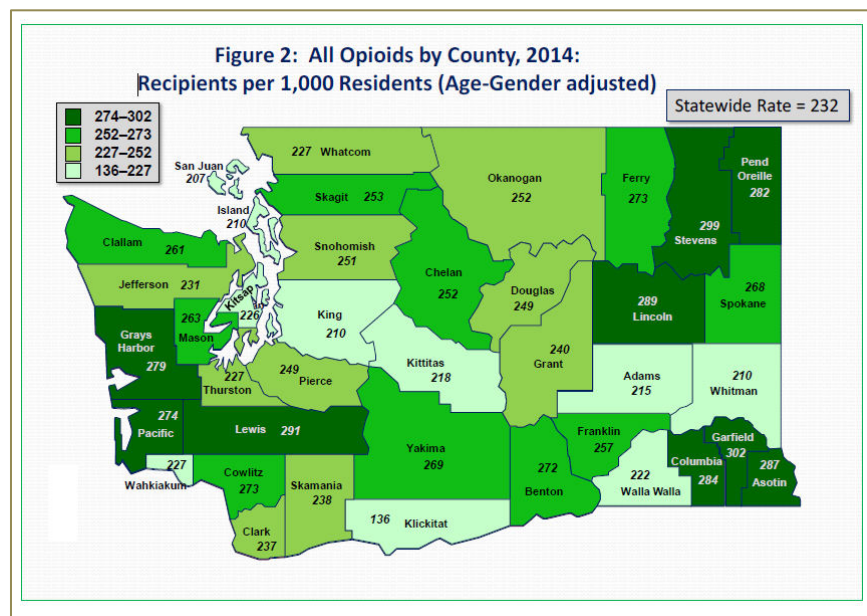 Figure 2: All Opioids by County, 2014:
Recipients per 1,000 Residents (Age-Gender adjusted)
Statewide Rate = 232
274–302
252–273
227–252
136–227
San Juan
207
227 Whatcom
Okanogan
252
Ferry
273
299
Stevens
Pend
Oreille
282
Island
210
Skagit 253
Clallam
261
Snohomish
251
Chelan
252
Douglas
249
289
Lincoln
268
Spokane
Jefferson 231
Kitsap
226
263
Mason
King
210
Grays
Harbor
279
227
Thurston
249
Pierce
Kittitas
218
240
Grant
Adams
215
210
Whitman
274
Pacific
Lewis 291
Yakima
269
Franklin
257
272
Benton
222
Walla Walla
Columbia
284
Garfield
302
287
Asotin
227
Wahkiakum
Cowlitz
273
Skamania
238
Clark
237
136 Klickitat